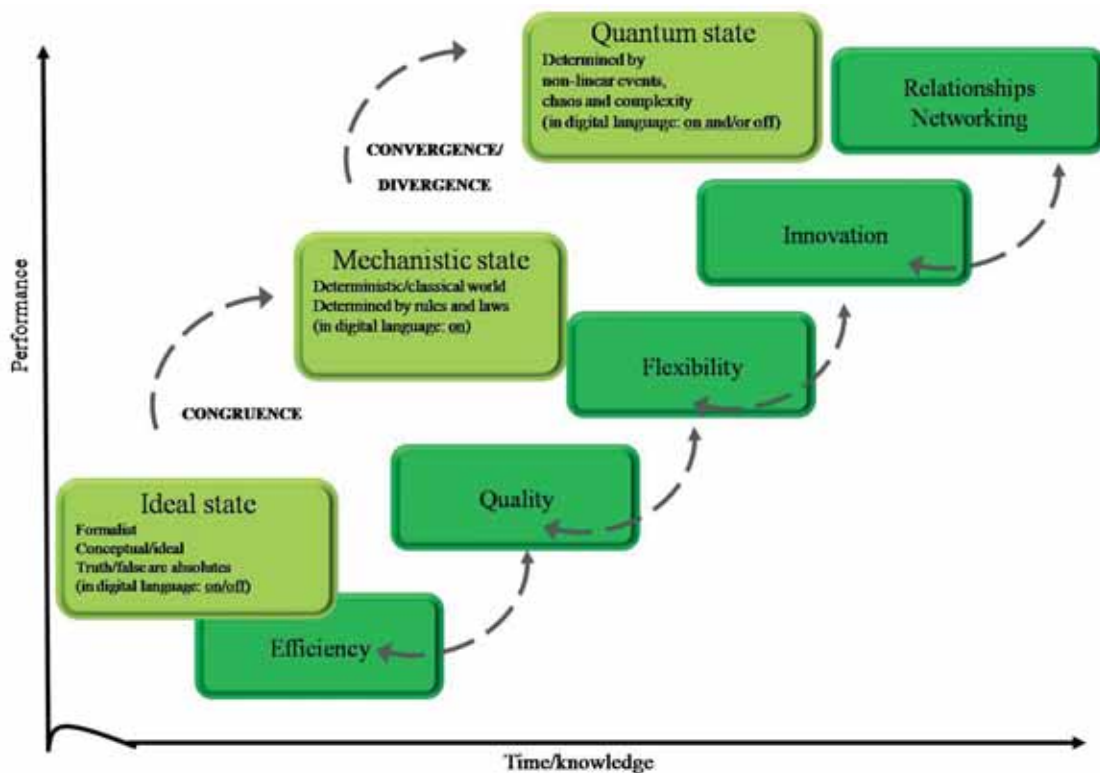 Quantum state
Determined by
non-linear events,
chaos and complexity
(in digital language: on and/or off)
Relationships
Networking
CONVERGENCE/
DIVERGENCE
Innovation
Mechanistic state
Deterministic/classical world
Determined by rules and laws
(in digital language: on)
Performance
Flexibility
CONGRUENCE
Ideal state
Formalist
Conceptual/ideal
Truth/false are absolutes
(in digital language: on/off)
Quality
Efficiency
Time/knowledge